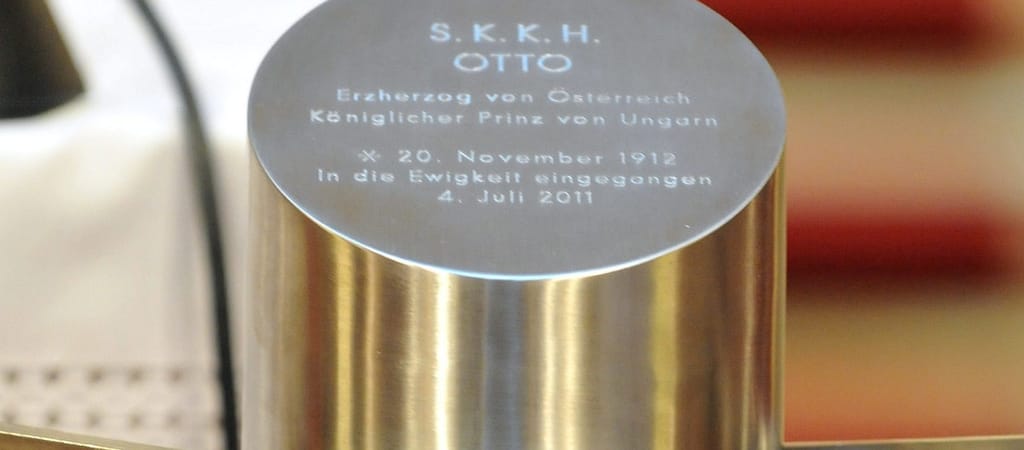 S.K.K.H.
OTTO
Erzherzog von Österreich
Königlicher Prinz von Ungarn
※ 20. November 1912
In die Ewigkeit eingegangen
4. Juli 2011